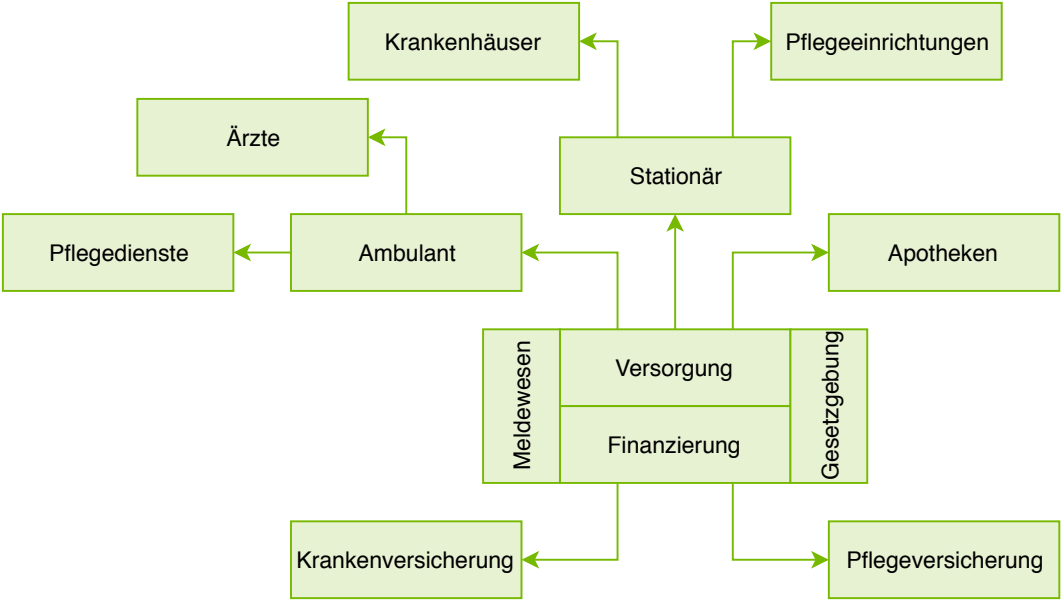 Krankenhäuser
Pflegeeinrichtungen
Ärzte
Stationär
Pflegedienste
Ambulant
Apotheken
Meldewesen
Versorgung
Gesetzgebung
Finanzierung
Krankenversicherung
Pflegeversicherung